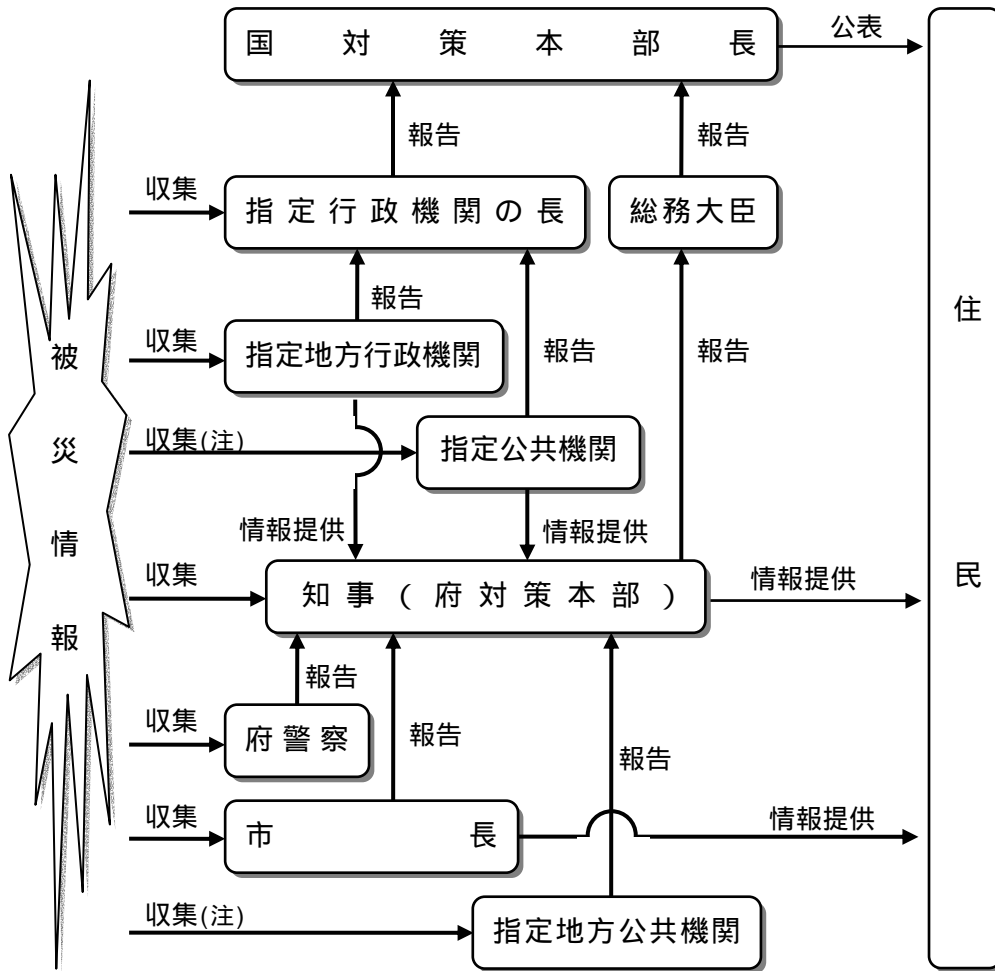 国対策本部長
公表
報告
報告
収集
指定行政機関の長
総務大臣
報告
収集
指定地方行政機関
報告
報告
収集(注)
指定公共機関
情報提供
情報提供
収集
知事(府対策本部)
情報提供
報告
収集
府警察
報告
報告
収集
市長
情報提供
収集(注)
指定地方公共機関
被災情報
住民